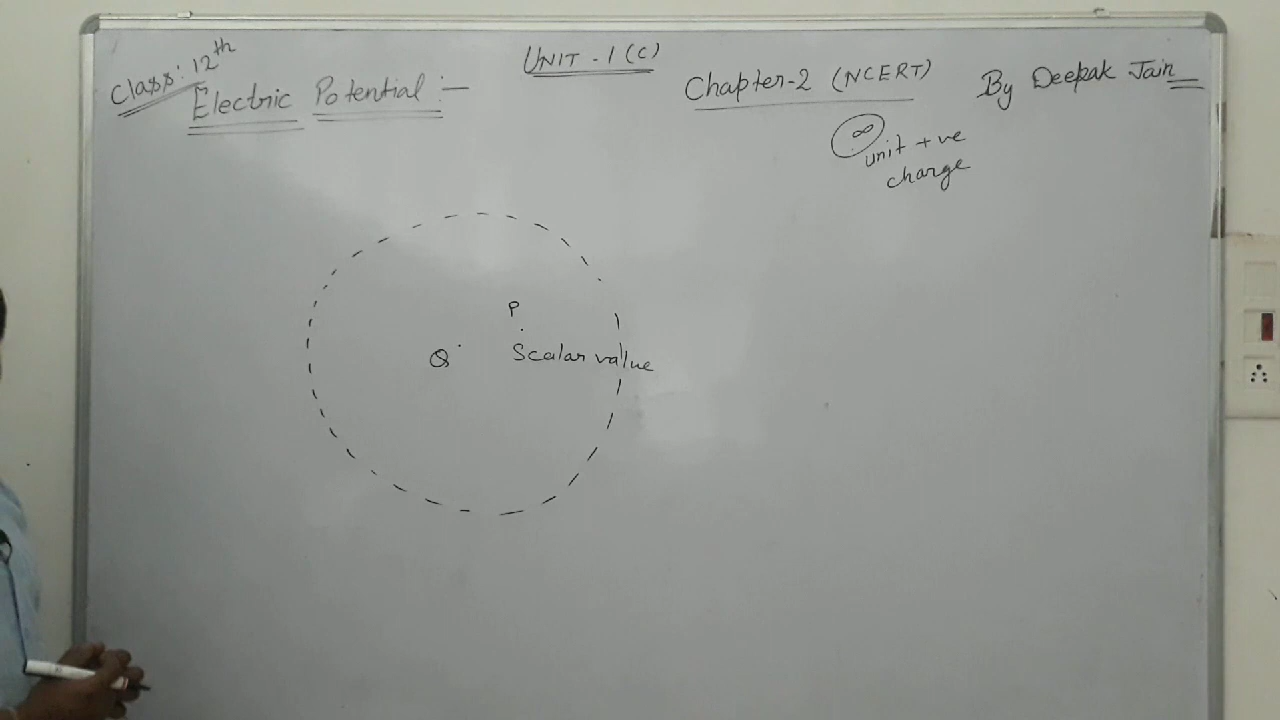 Class: 12th
UNIT - 1 (C)
Electric Potential :-
Chapter-2 (NCERT)
By Deepak Jain
∞
unit +ve
charge
P
Q
Scalar value